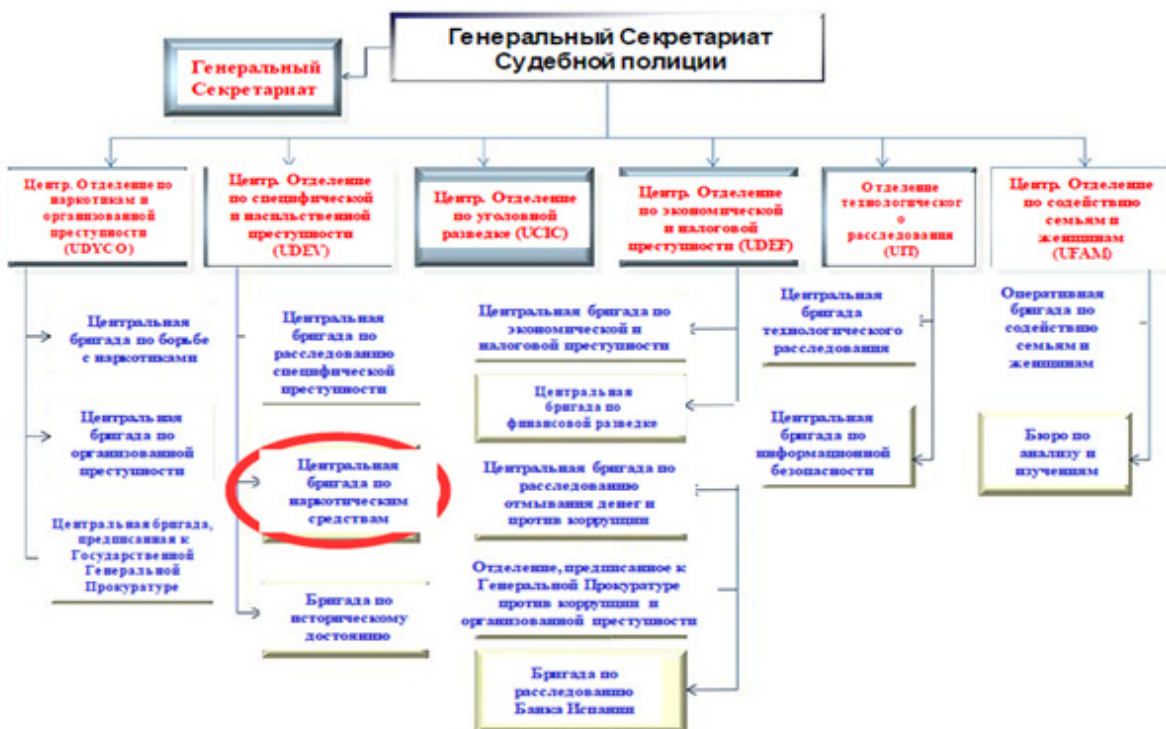 Генеральный Секретариат
Судебной полиции
Генеральный
Секретариат
Центр. Отделение по
наркотикам и
организованной
преступности
(UDYCO)
Центр. Отделение
по специфической
и насильственной
преступности
(UDEV)
Центр. Отделение
по уголовной
разведке (UCIC)
Центр. Отделение
по экономической
и налоговой
преступности (UDEF)
Отделение
технологическог
о
расследования
(UIT)
Центр. Отделение
по содействию
семьям и
женщинам
(UFAM)
Центральная
бригада по борьбе
с наркотиками
Центральная
бригада по
организованной
преступности
Центральная бригада,
предписанная к
Государственной
Генеральной
Прокуратуре
Центральная
бригада по
расследованию
специфической
преступности
Центральная
бригада по
наркотическим
средствам
Бригада по
историческому
достоянию
Центральная бригада по
экономической и
налоговой преступности
Центральная
бригада по
финансовой разведке
Центральная бригада по
расследованию
отмывания денег и
против коррупции
Отделение, предписанное к
Генеральной Прокуратуре
против коррупции и
организованной преступности
Бригада по
расследованию
Банка Испании
Центральная
бригада
технологического
расследования
Центральная
бригада по
информационной
безопасности
Оперативная
бригада по
содействию
семьям и
женщинам
Бюро по
анализу и
изучениям